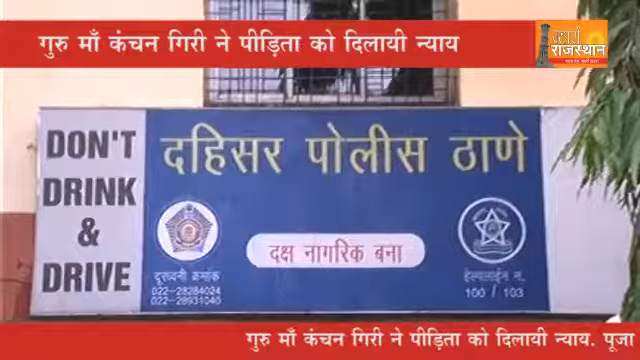 गुरु माँ कंचन गिरी ने पीड़िता को दिलायी न्याय
राजस्थान
DON'T
DRINK
&
DRIVE
दहिसर पोलीस ठाणे
दक्ष नागरिक बना
दूरध्वनी क्रमांक
022-28284024
022-28931040
हेल्पलाईन न.
100 / 103
गुरु माँ कंचन गिरी ने पीड़िता को दिलायी न्याय. पूजा